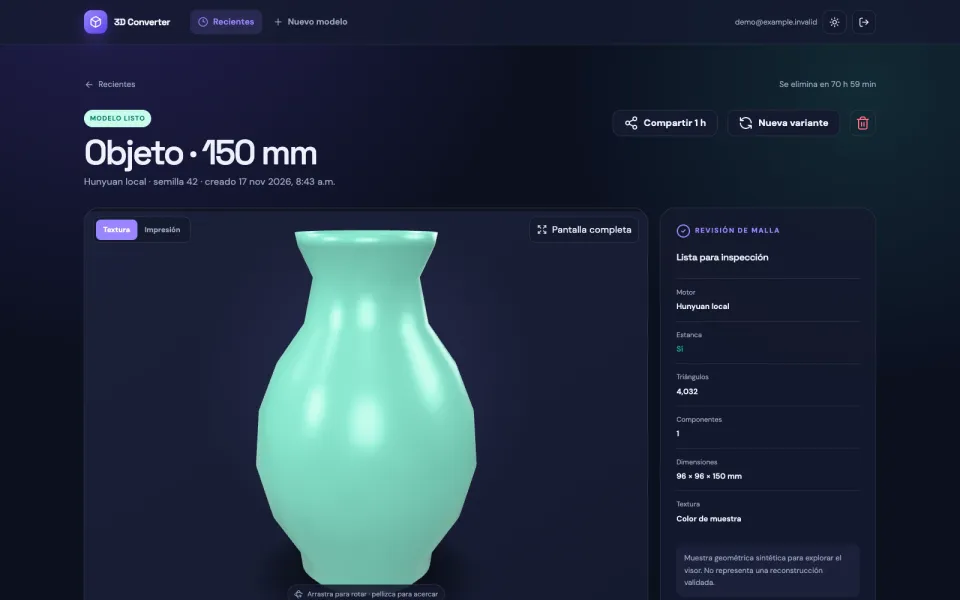 3D Converter
Recientes
Nuevo modelo
demo@example.invalid
Recientes
Se elimina en 70 h 59 min
MODELO LISTO
Objeto · 150 mm
Hunyuan local · semilla 42 · creado 17 nov 2026, 8:43 a.m.
Compartir 1 h
Nueva variante
Textura
Impresión
Pantalla completa
Arrastra para rotar · pellizca para acercar
REVISIÓN DE MALLA
Lista para inspección
Motor
Hunyuan local
Estanca
Sí
Triángulos
4,032
Componentes
1
Dimensiones
96 × 96 × 150 mm
Textura
Color de muestra
Muestra geométrica sintética para explorar el
visor. No representa una reconstrucción
validada.